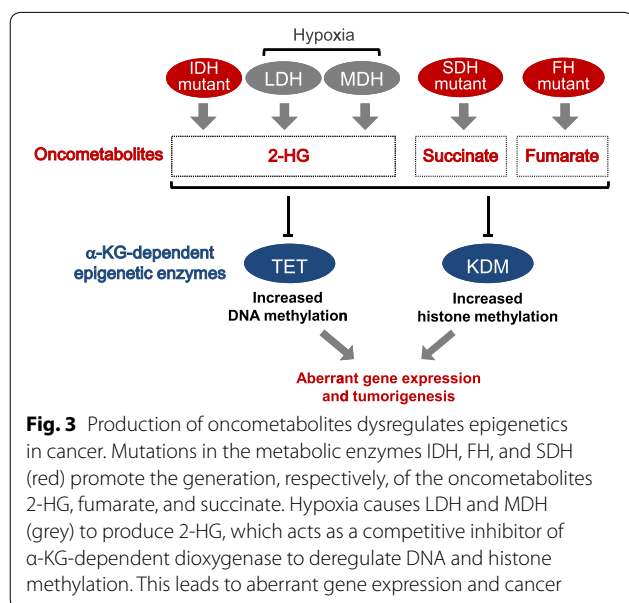 Hypoxia
IDH mutant
LDH
MDH
SDH mutant
FH mutant
Oncometabolites
2-HG
Succinate
Fumarate
α-KG-dependent
epigenetic enzymes
TET
KDM
Increased
DNA methylation
Increased
histone methylation
Aberrant gene expression
and tumorigenesis
Fig. 3 Production of oncometabolites dysregulates epigenetics
in cancer. Mutations in the metabolic enzymes IDH, FH, and SDH
(red) promote the generation, respectively, of the oncometabolites
2-HG, fumarate, and succinate. Hypoxia causes LDH and MDH
(grey) to produce 2-HG, which acts as a competitive inhibitor of
α-KG-dependent dioxygenase to deregulate DNA and histone
methylation. This leads to aberrant gene expression and cancer